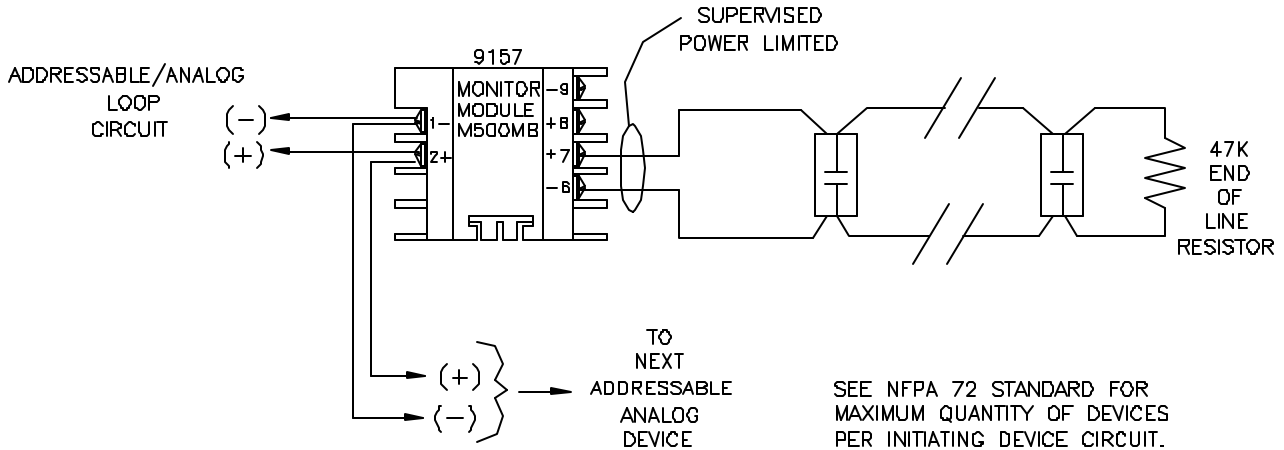 SUPERVISED
POWER LIMITED
9157
ADDRESSABLE/ANALOG
LOOP
CIRCUIT
(-)
(+)
MONITOR
MODULE
M500MB
1-
2+
-9
+8
+7
-6
47K
END
OF
LINE
RESISTOR
TO
NEXT
ADDRESSABLE
ANALOG
DEVICE
(+)
(-)
SEE NFPA 72 STANDARD FOR
MAXIMUM QUANTITY OF DEVICES
PER INITIATING DEVICE CIRCUIT.